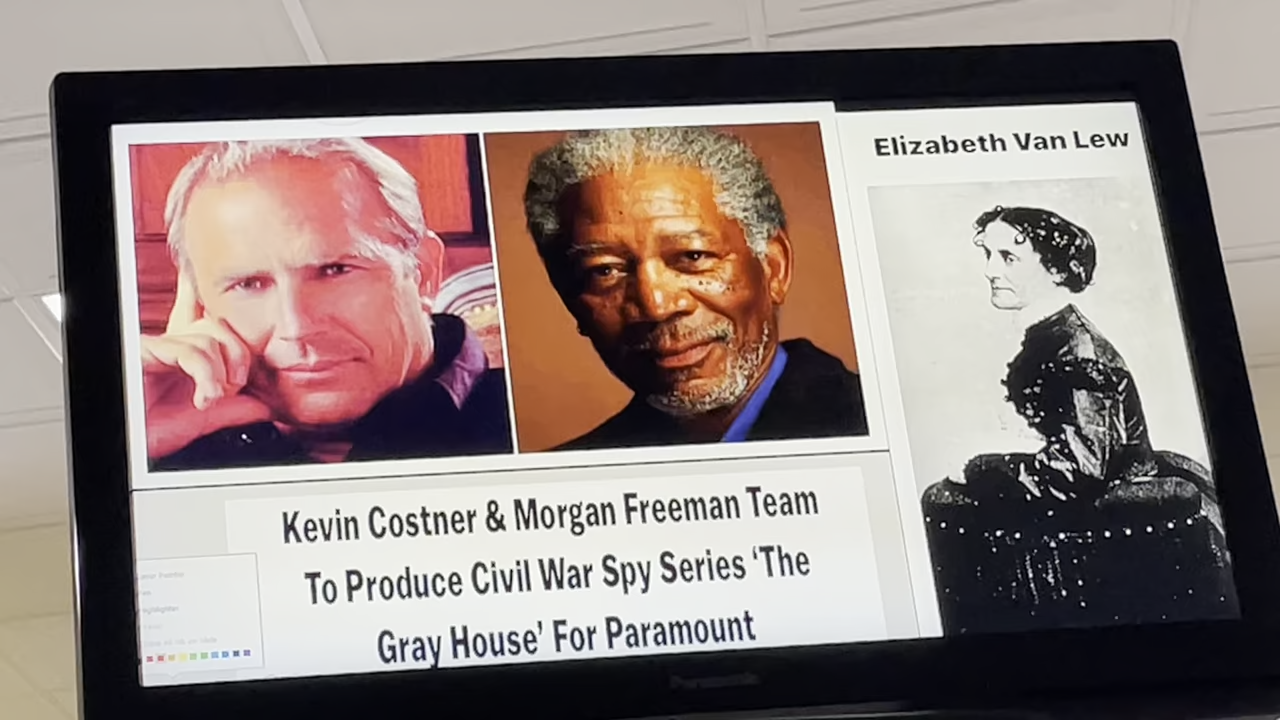 Elizabeth Van Lew
Kevin Costner & Morgan Freeman Team
To Produce Civil War Spy Series ‘The
Gray House’ For Paramount
Panasonic